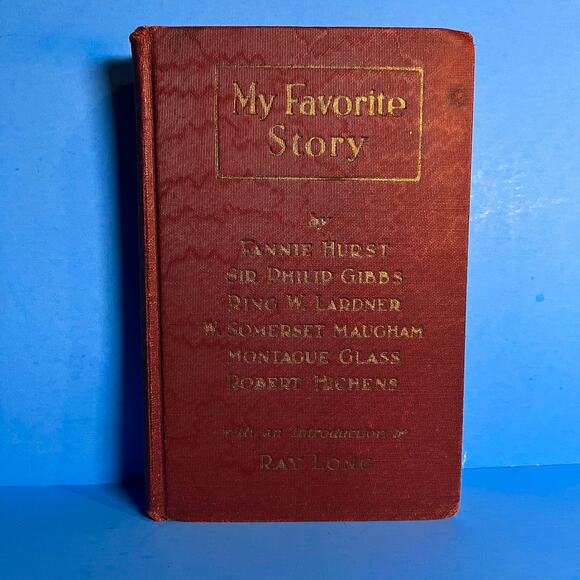 My Favorite
Story
by
FANNIE HURST
SIR PHILIP GIBBS
RING W. LARDNER
W. SOMERSET MAUGHAM
MONTAGUE GLASS
ROBERT HICHENS
with an introduction by
RAY LONG